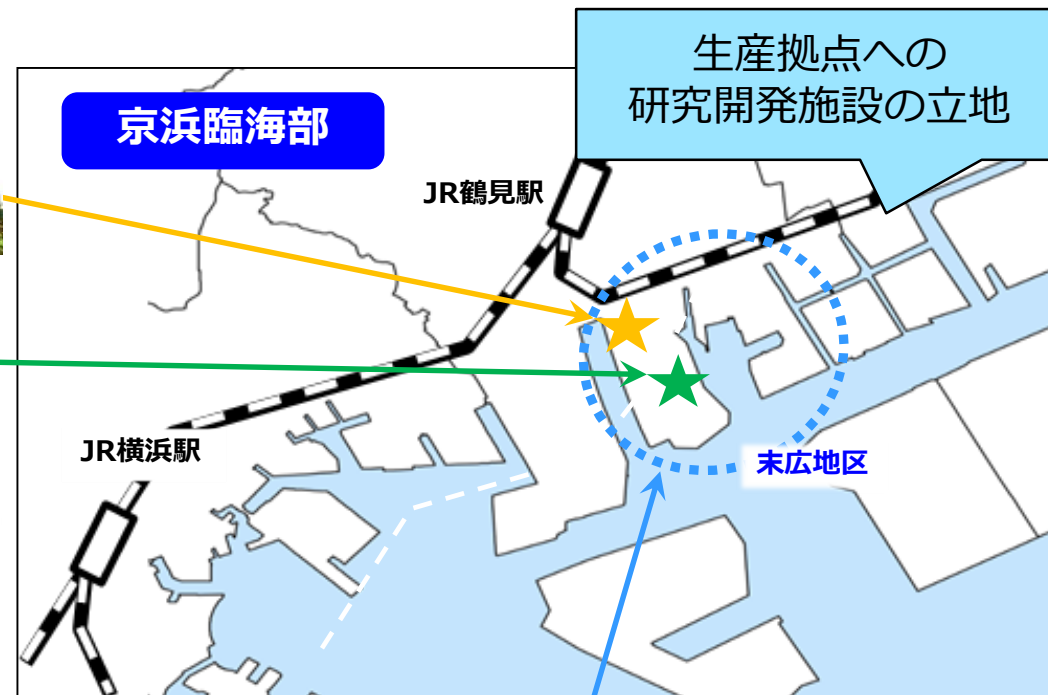 生産拠点への
研究開発施設の立地
京浜臨海部
JR鶴見駅
JR横浜駅
末広地区